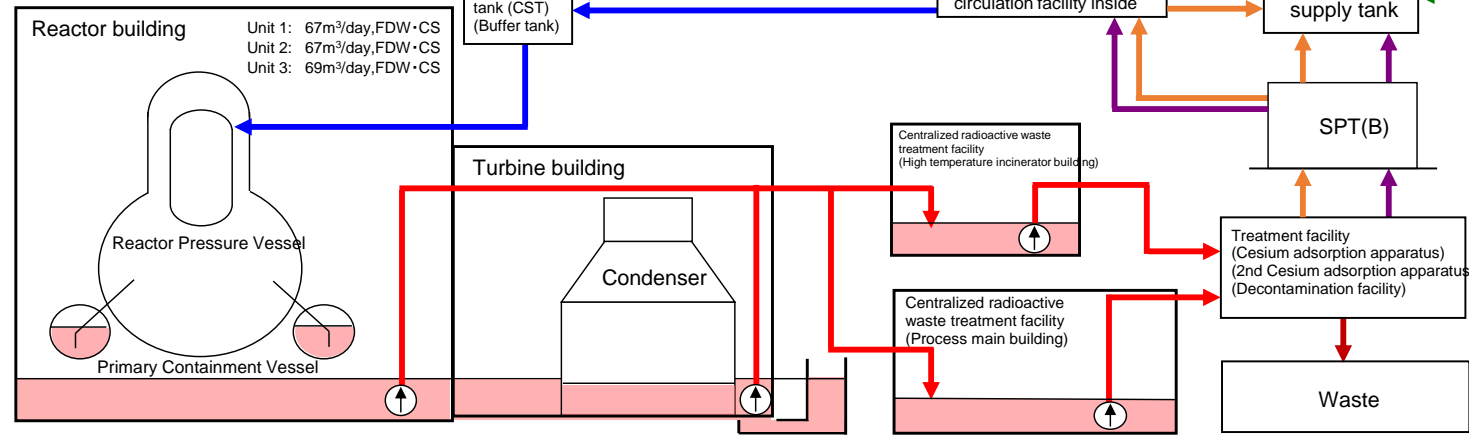 tank (CST)
(Buffer tank)
circulation facility inside
supply tank
Reactor building
Unit 1: 67m³/day,FDW・CS
Unit 2: 67m³/day,FDW・CS
Unit 3: 69m³/day,FDW・CS
SPT(B)
Centralized radioactive waste
treatment facility
(High temperature incinerator building)
Turbine building
Reactor Pressure Vessel
Condenser
Treatment facility
(Cesium adsorption apparatus)
(2nd Cesium adsorption apparatus
(Decontamination facility)
Centralized radioactive
waste treatment facility
(Process main building)
Primary Containment Vessel
Waste